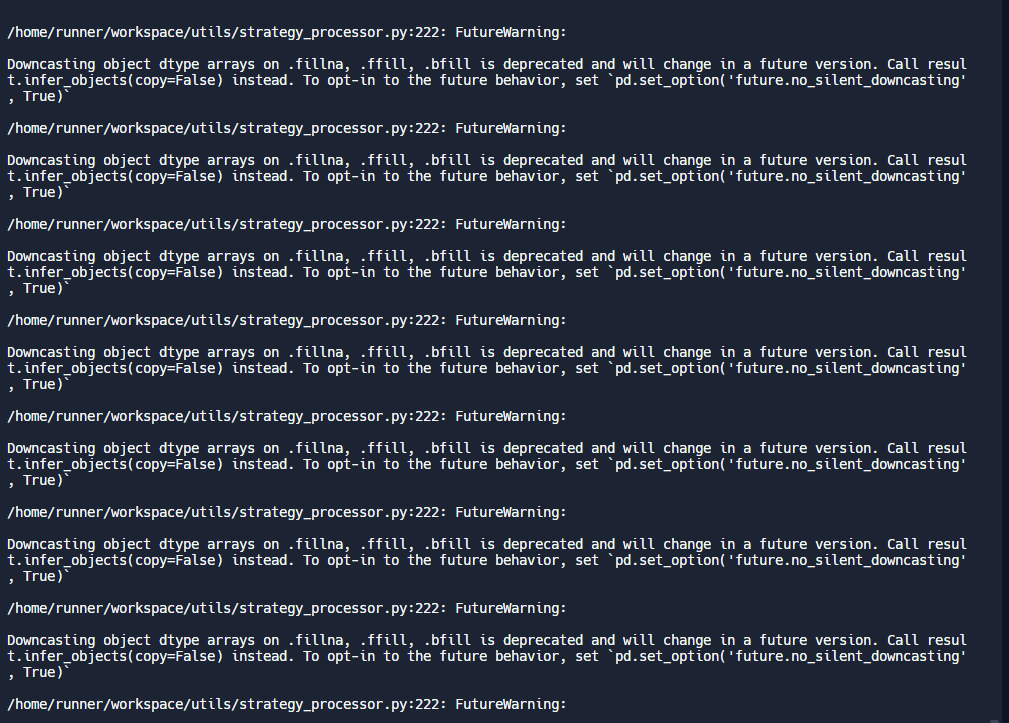 /home/runner/workspace/utils/strategy_processor.py:222: FutureWarning:
Downcasting object dtype arrays on .fillna, .ffill, .bfill is deprecated and will change in a future version. Call resul
t.infer_objects(copy=False) instead. To opt-in to the future behavior, set `pd.set_option('future.no_silent_downcasting'
, True)`
/home/runner/workspace/utils/strategy_processor.py:222: FutureWarning:
Downcasting object dtype arrays on .fillna, .ffill, .bfill is deprecated and will change in a future version. Call resul
t.infer_objects(copy=False) instead. To opt-in to the future behavior, set `pd.set_option('future.no_silent_downcasting'
, True)`
/home/runner/workspace/utils/strategy_processor.py:222: FutureWarning:
Downcasting object dtype arrays on .fillna, .ffill, .bfill is deprecated and will change in a future version. Call resul
t.infer_objects(copy=False) instead. To opt-in to the future behavior, set `pd.set_option('future.no_silent_downcasting'
, True)`
/home/runner/workspace/utils/strategy_processor.py:222: FutureWarning:
Downcasting object dtype arrays on .fillna, .ffill, .bfill is deprecated and will change in a future version. Call resul
t.infer_objects(copy=False) instead. To opt-in to the future behavior, set `pd.set_option('future.no_silent_downcasting'
, True)`
/home/runner/workspace/utils/strategy_processor.py:222: FutureWarning:
Downcasting object dtype arrays on .fillna, .ffill, .bfill is deprecated and will change in a future version. Call resul
t.infer_objects(copy=False) instead. To opt-in to the future behavior, set `pd.set_option('future.no_silent_downcasting'
, True)`
/home/runner/workspace/utils/strategy_processor.py:222: FutureWarning:
Downcasting object dtype arrays on .fillna, .ffill, .bfill is deprecated and will change in a future version. Call resul
t.infer_objects(copy=False) instead. To opt-in to the future behavior, set `pd.set_option('future.no_silent_downcasting'
, True)`
/home/runner/workspace/utils/strategy_processor.py:222: FutureWarning:
Downcasting object dtype arrays on .fillna, .ffill, .bfill is deprecated and will change in a future version. Call resul
t.infer_objects(copy=False) instead. To opt-in to the future behavior, set `pd.set_option('future.no_silent_downcasting'
, True)`
/home/runner/workspace/utils/strategy_processor.py:222: FutureWarning: